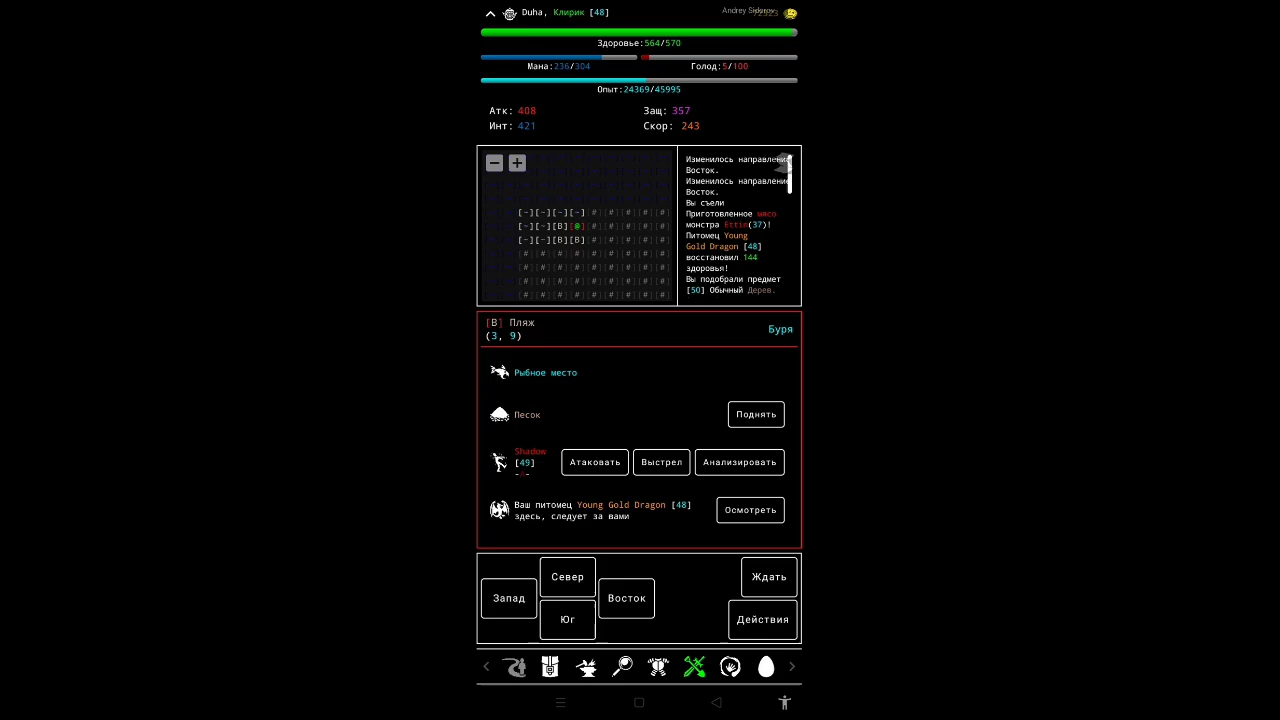 Duha, Клирик [48]
Andrey Sidorov
Здоровье:564/570
Мана:236/304
Голод:5/100
Опыт:24369/45995
Атк: 408
Защ: 357
Инт: 421
Скор: 243
− +
[~][~][~][~][#][#][#][#][#]
[~][~][B][@][#][#][#][#][#]
[~][~][B][B][#][#][#][#][#]
[#][#][#][#][#][#][#][#][#]
[#][#][#][#][#][#][#][#][#]
[#][#][#][#][#][#][#][#][#]
[#][#][#][#][#][#][#][#][#]
Изменилось направление
Восток.
Изменилось направление
Восток.
Вы съели
Приготовленное мясо
монстра Ettin(37)!
Питомец Young
Gold Dragon [48]
восстановил 144
здоровья!
Вы подобрали предмет
[50] Обычный Дерев.
[B] Пляж
(3, 9)
Буря
Рыбное место
Песок
Поднять
Shadow
[49]
-A-
Атаковать
Выстрел
Анализировать
Ваш питомец Young Gold Dragon [48]
здесь, следует за вами
Осмотреть
Север
Ждать
Запад
Восток
Юг
Действия